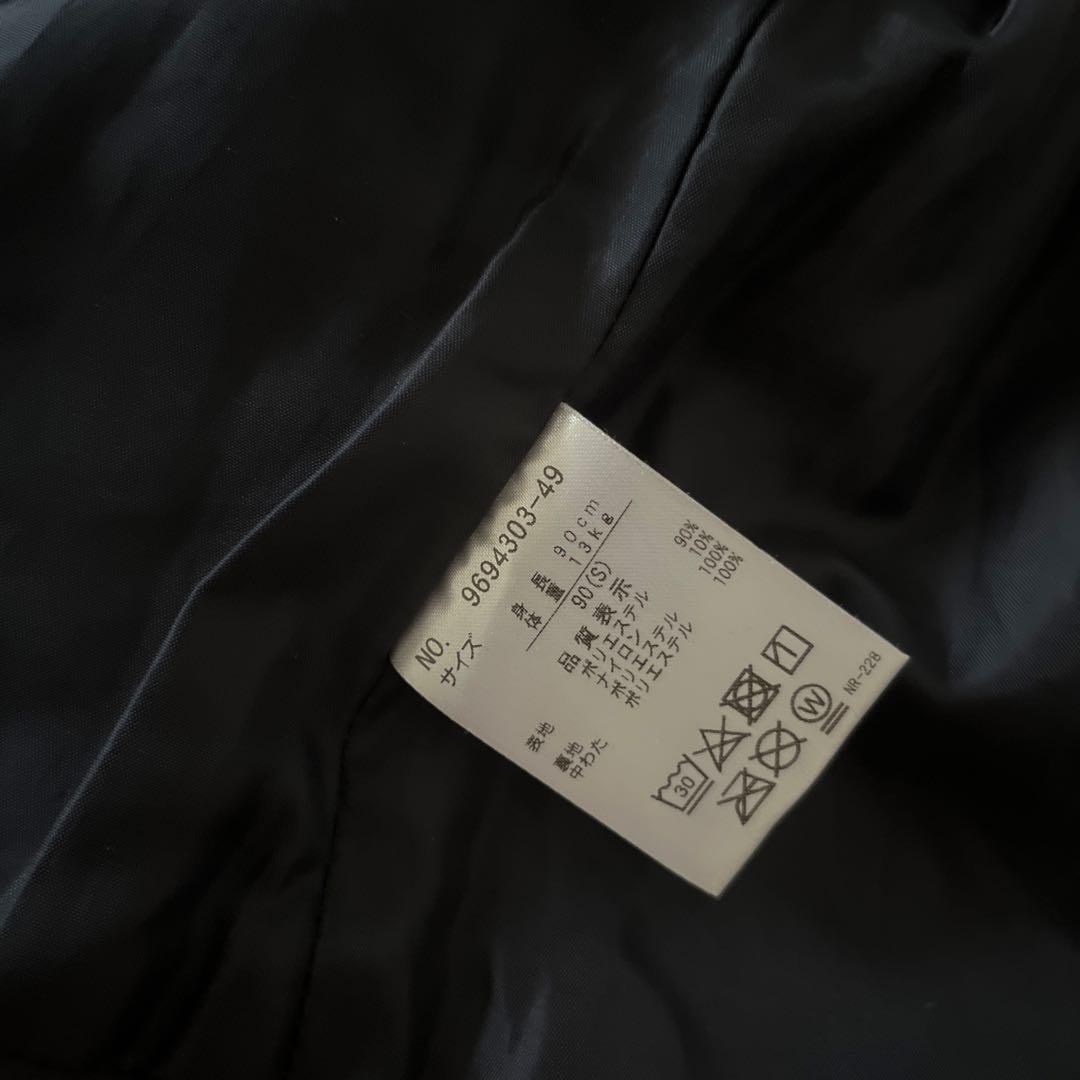 NO. 9694303-49
サイズ 身長 90cm
体重 13kg
90(S)
品質表示
表地 ポリエステル 90%
ナイロン 10%
裏地 ポリエステル 100%
中わた ポリエステル 100%
30
W
NR-228